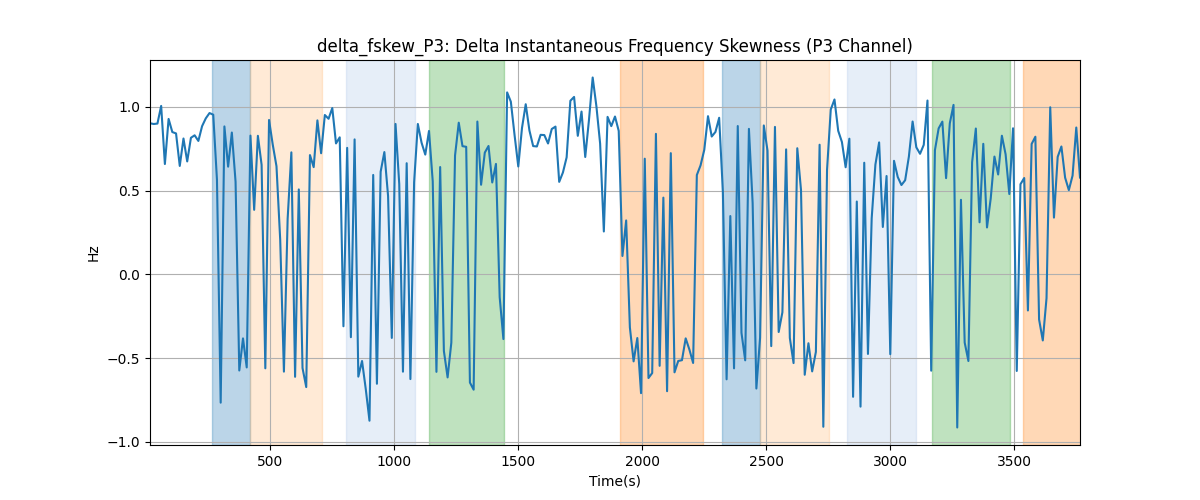 delta_fskew_P3: Delta Instantaneous Frequency Skewness (P3 Channel)
1.0
0.5
0.0
−0.5
−1.0
Hz
500 1000 1500 2000 2500 3000 3500
Time(s)